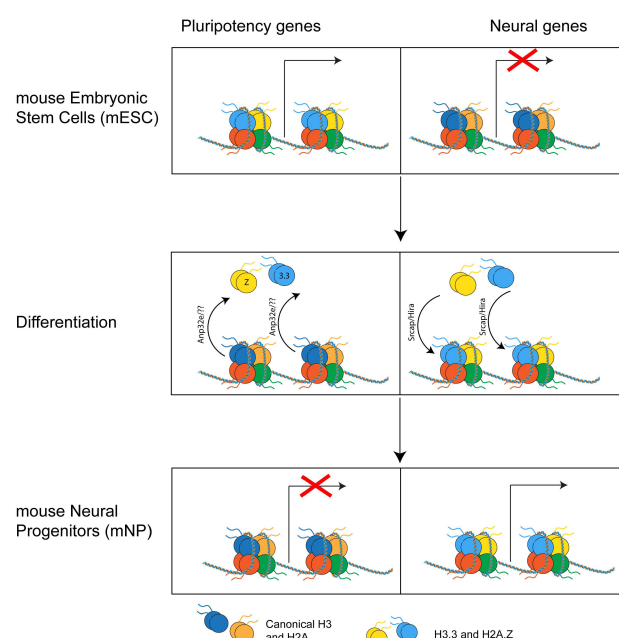 Pluripotency genes
Neural genes
mouse Embryonic
Stem Cells (mESC)
Z
3.3
Anp32e/??
Anp32e/??
Srcap/Hira
Srcap/Hira
Differentiation
mouse Neural
Progenitors (mNP)
Canonical H3
and H2A
H3.3 and H2A.Z